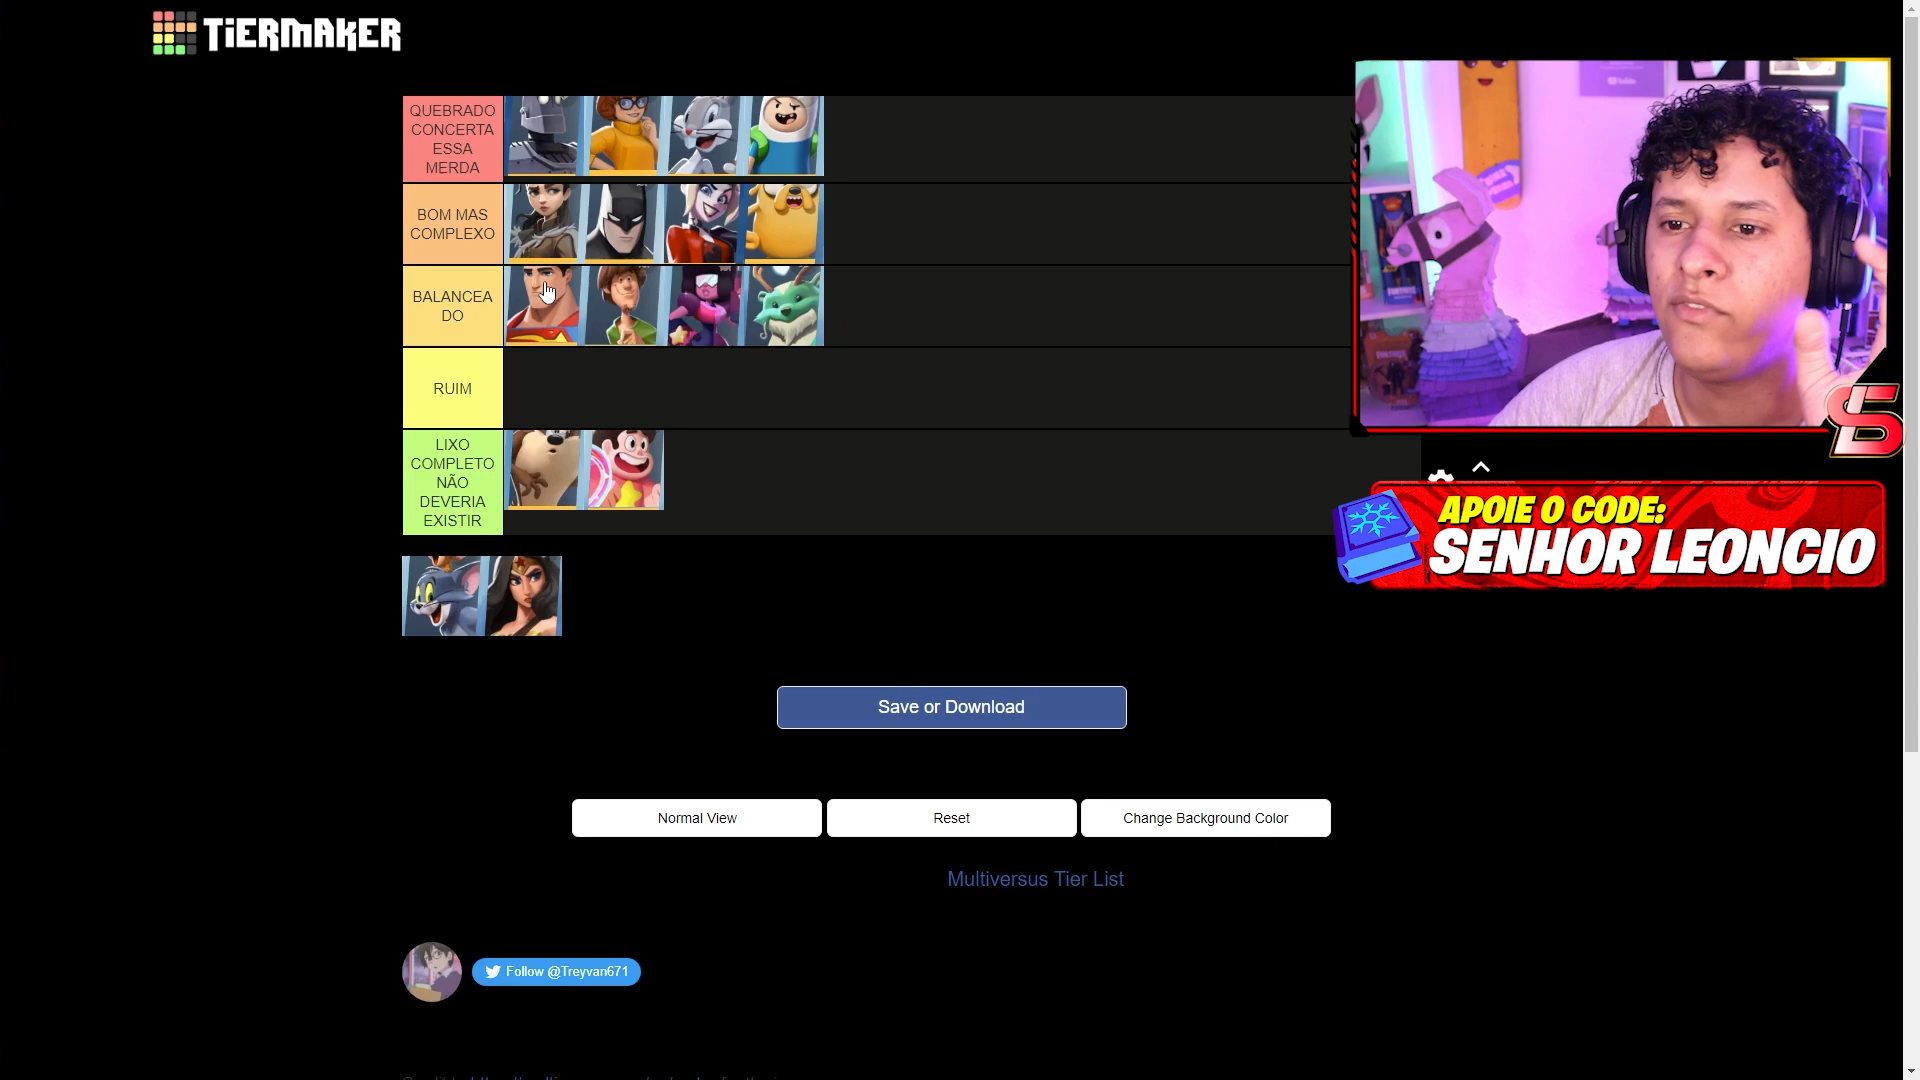 TiERMAKER
QUEBRADO
CONCERTA
ESSA
MERDA
BOM MAS
COMPLEXO
BALANCEA
DO
RUIM
LIXO
COMPLETO
NÃO
DEVERIA
EXISTIR
APOIE O CODE:
SENHOR LEONCIO
Save or Download
Normal View
Reset
Change Background Color
Multiversus Tier List
Follow @Treyvan671